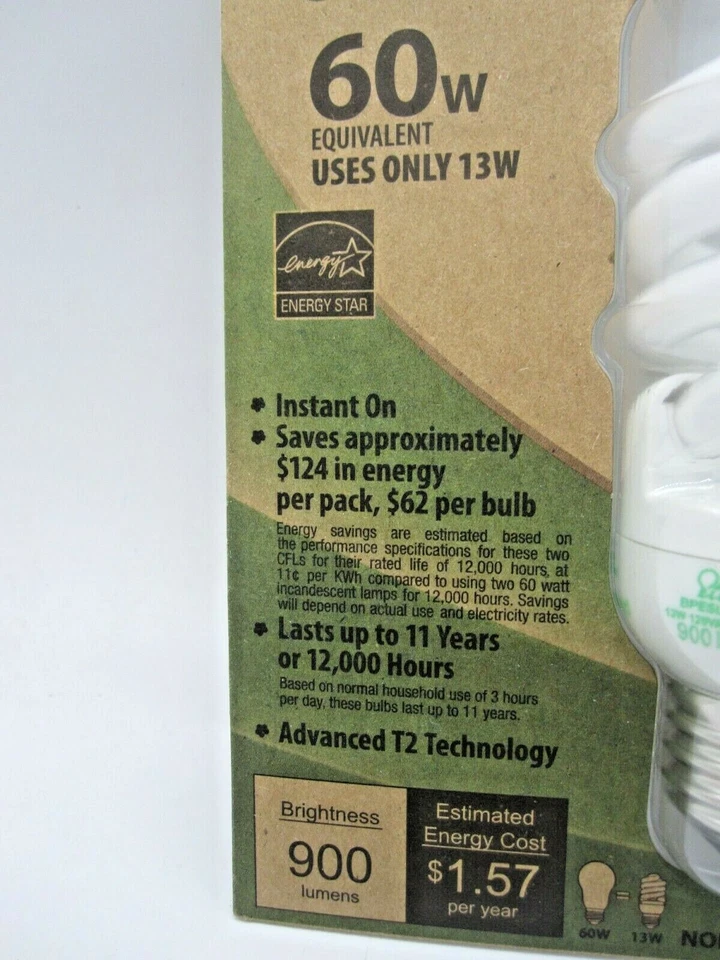 60W
EQUIVALENT
USES ONLY 13W
energy
ENERGY STAR
Instant On
Saves approximately
$124 in energy
per pack, $62 per bulb
Energy savings are estimated based on
the performance specifications for these two
CFLs for their rated life of 12,000 hours, at
11¢ per KWh compared to using two 60 watt
incandescent lamps for 12,000 hours. Savings
will depend on actual use and electricity rates.
Lasts up to 11 Years
or 12,000 Hours
Based on normal household use of 3 hours
per day, these bulbs last up to 11 years.
Advanced T2 Technology
Brightness
900
lumens
Estimated
Energy Cost
$1.57
per year
=
60W 13W